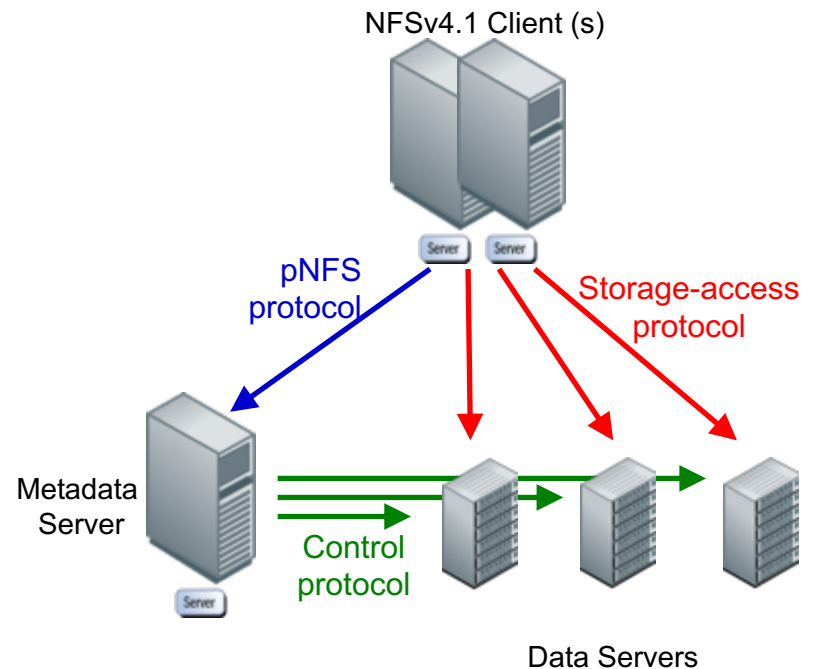 NFSv4.1 Client (s)
Server
Server
pNFS
protocol
Storage-access
protocol
Metadata
Server
Control
protocol
Server
Data Servers